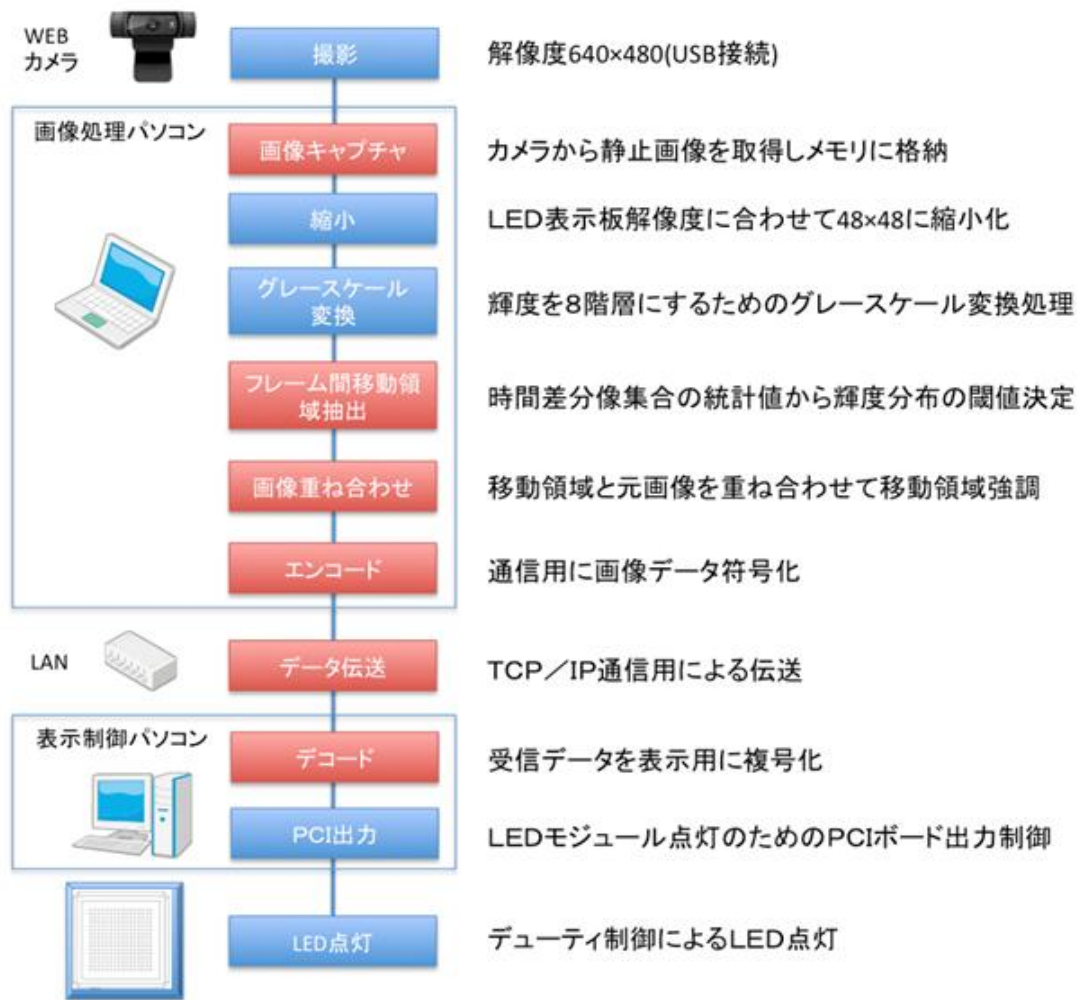 WEB
カメラ
撮影
解像度640×480(USB接続)
画像処理パソコン
画像キャプチャ
カメラから静止画像を取得しメモリに格納
縮小
LED表示板解像度に合わせて48×48に縮小化
グレースケール
変換
輝度を8階層にするためのグレースケール変換処理
フレーム間移動領
域抽出
時間差分像集合の統計値から輝度分布の閾値決定
画像重ね合わせ
移動領域と元画像を重ね合わせて移動領域強調
エンコード
通信用に画像データ符号化
LAN
データ伝送
TCP/IP通信用による伝送
表示制御パソコン
デコード
受信データを表示用に複号化
PCI出力
LEDモジュール点灯のためのPCIボード出力制御
LED点灯
デューティ制御によるLED点灯